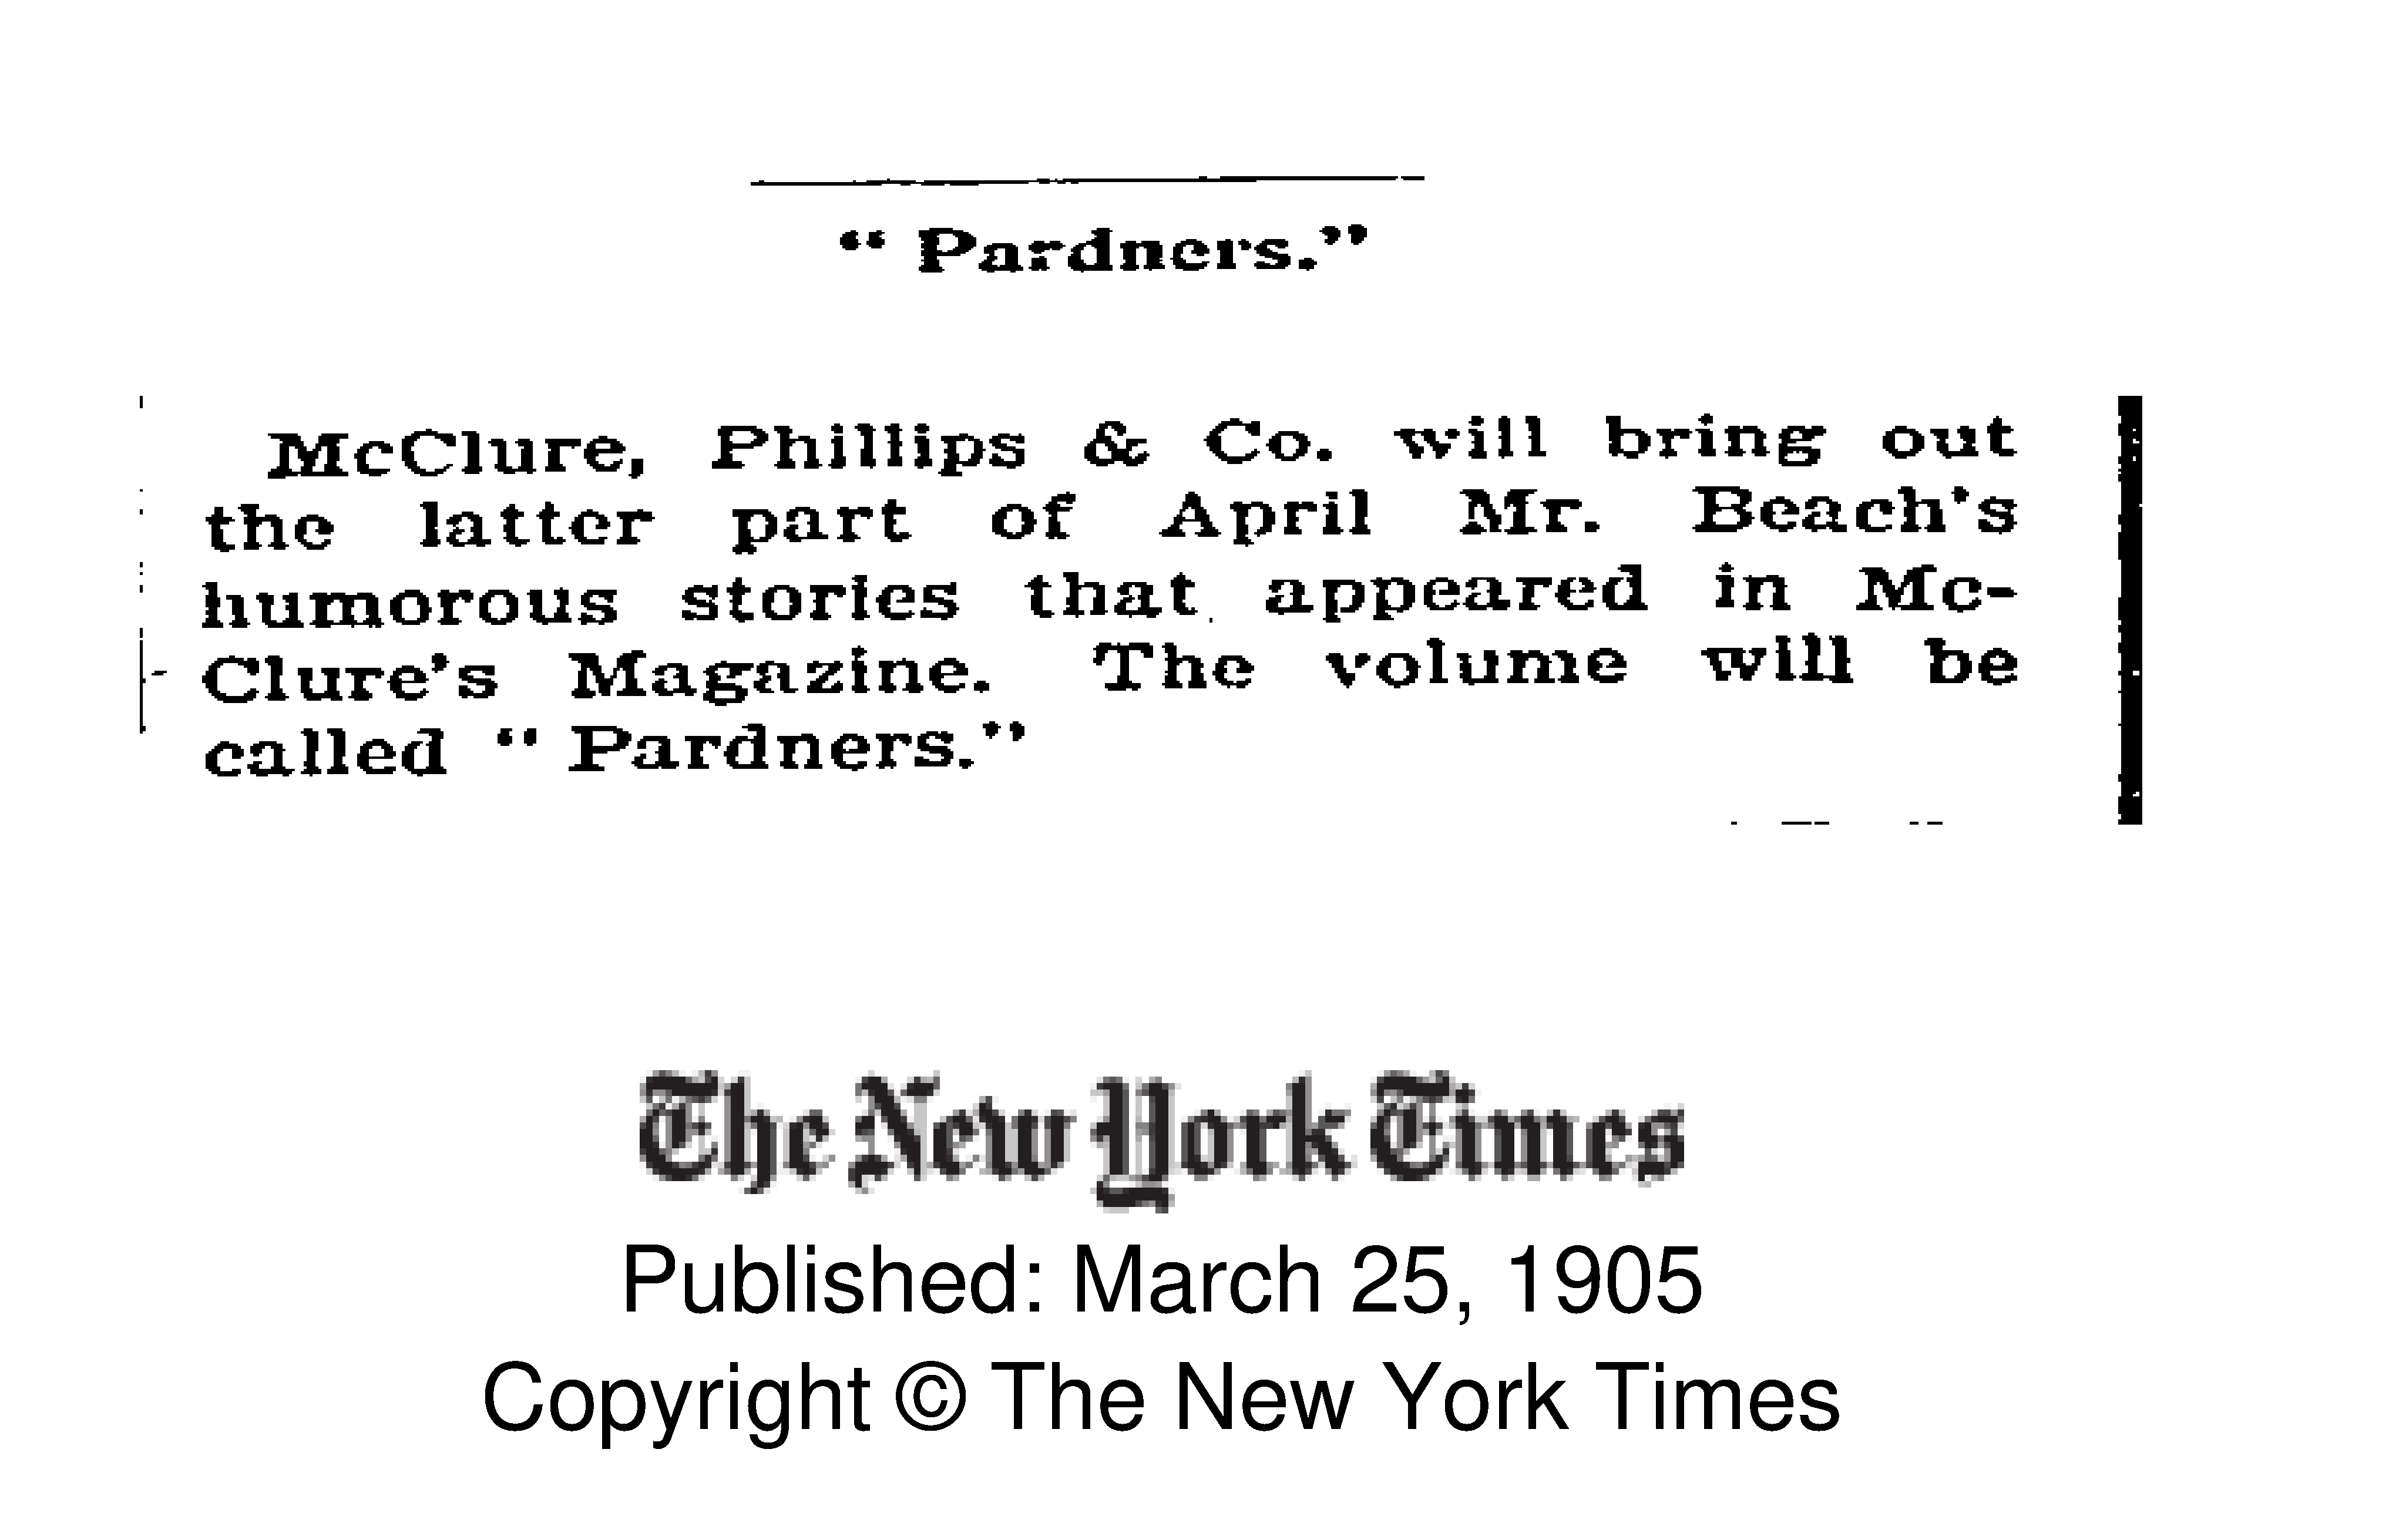 “ Pardners.”
McClure, Phillips & Co. will bring out
the latter part of April Mr. Beach's
humorous stories that appeared in Mc-
Clure's Magazine. The volume will be
called “ Pardners.”
The New York Times
Published: March 25, 1905
Copyright © The New York Times